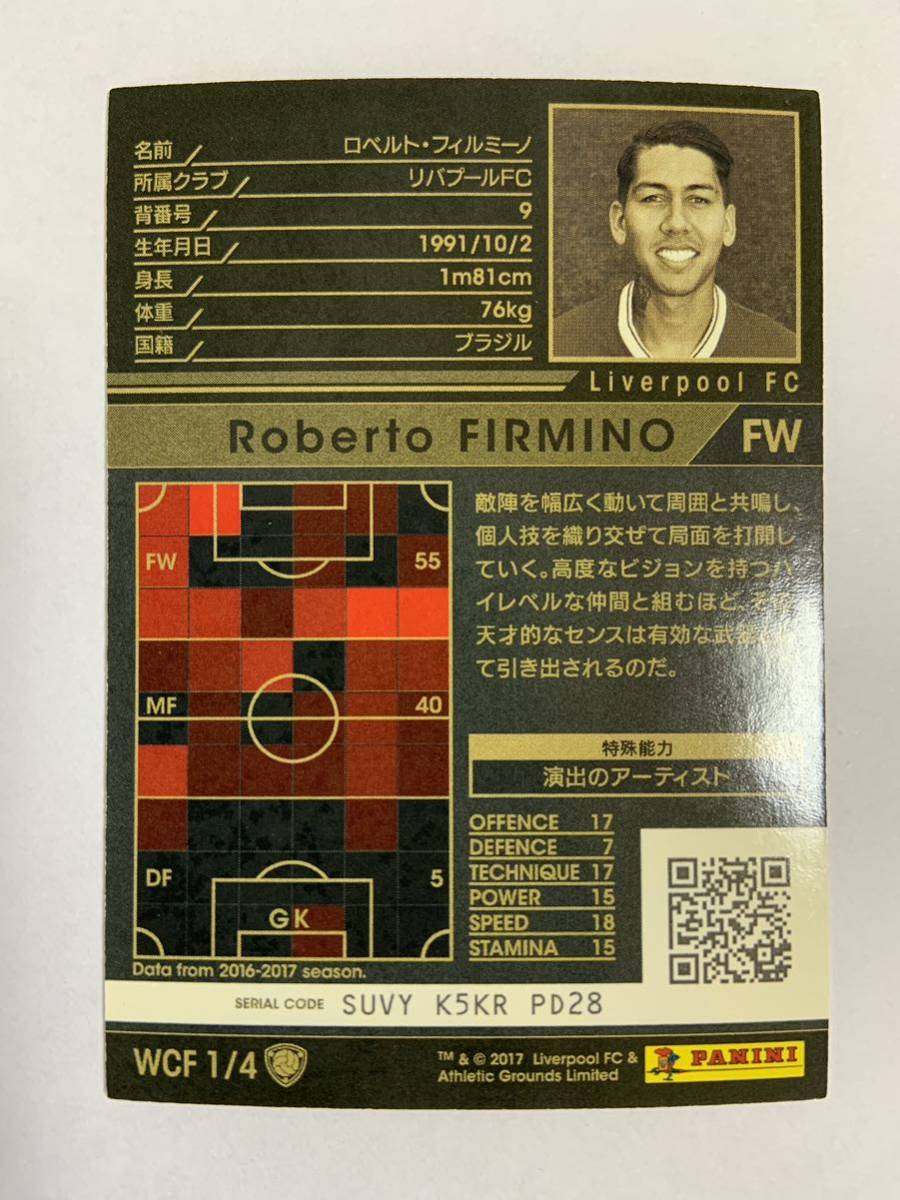 名前 ロベルト・フィルミーノ
所属クラブ リバプールFC
背番号 9
生年月日 1991/10/2
身長 1m81cm
体重 76kg
国籍 ブラジル
Liverpool FC
Roberto FIRMINO FW
FW 55
MF 40
DF 5
GK
Data from 2016-2017 season.
敵陣を幅広く動いて周囲と共鳴し、
個人技を織り交ぜて局面を打開し
ていく。高度なビジョンを持つハ
イレベルな仲間と組むほど、その
天才的なセンスは有効な武器とし
て引き出されるのだ。
特殊能力
演出のアーティスト
OFFENCE 17
DEFENCE 7
TECHNIQUE 17
POWER 15
SPEED 18
STAMINA 15
SERIAL CODE SUVY K5KR PD28
WCF 1/4
™ & © 2017 Liverpool FC &
Athletic Grounds Limited
PANINI